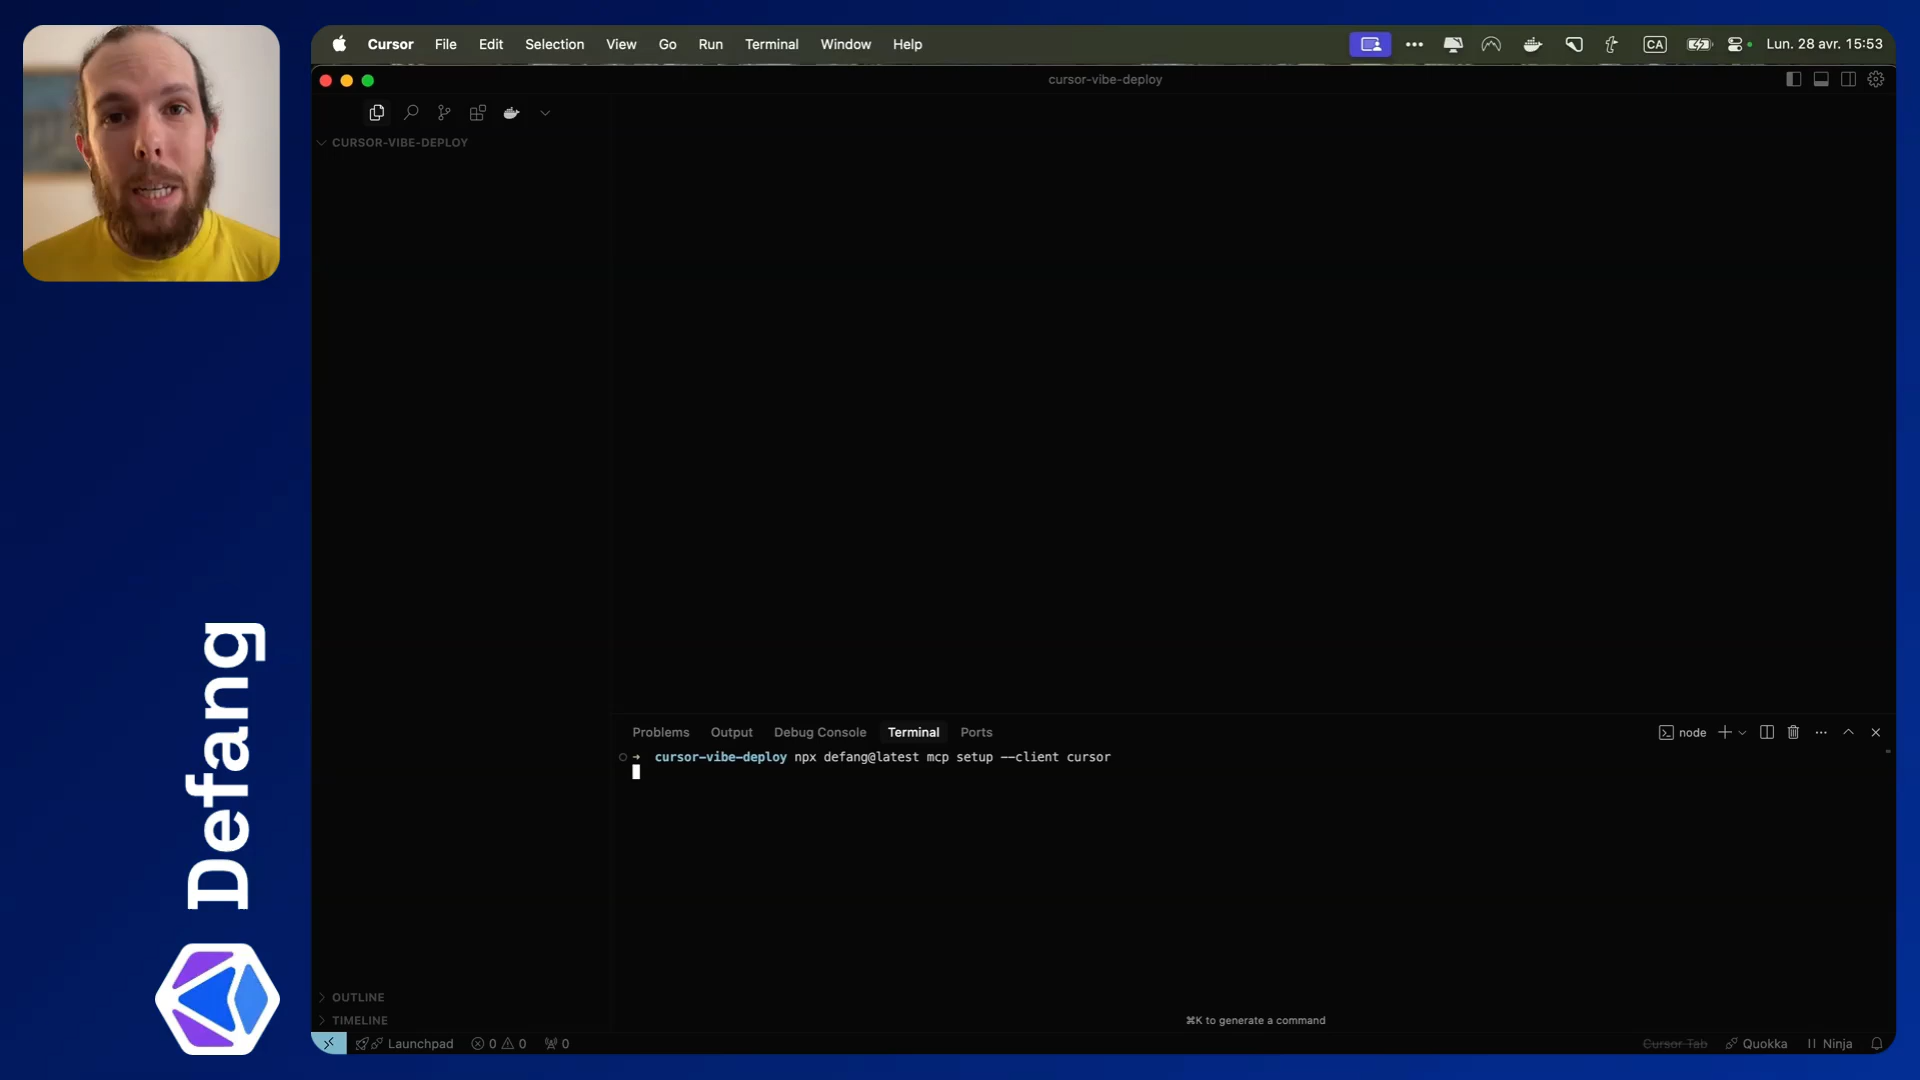 Cursor File Edit Selection View Go Run Terminal Window Help
CA
Lun. 28 avr. 15:53
cursor-vibe-deploy
CURSOR-VIBE-DEPLOY
Problems Output Debug Console Terminal Ports
node
→ cursor-vibe-deploy npx defang@latest mcp setup --client cursor
OUTLINE
TIMELINE
⌘K to generate a command
Launchpad 0 0 0
Cursor Tab Quokka Ninja
Defang